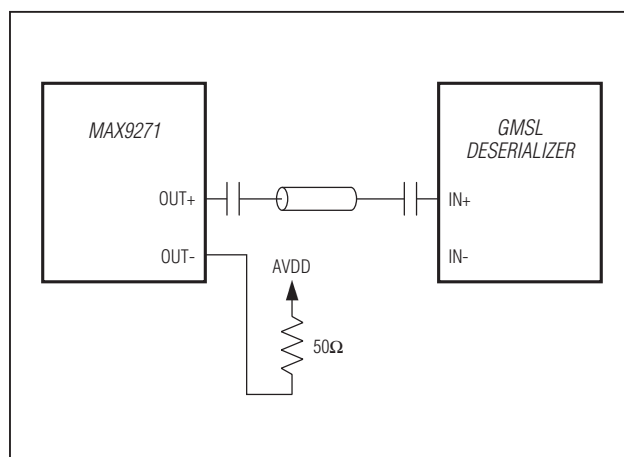 MAX9271
GMSL
DESERIALIZER
OUT+
IN+
OUT-
IN-
AVDD
50Ω